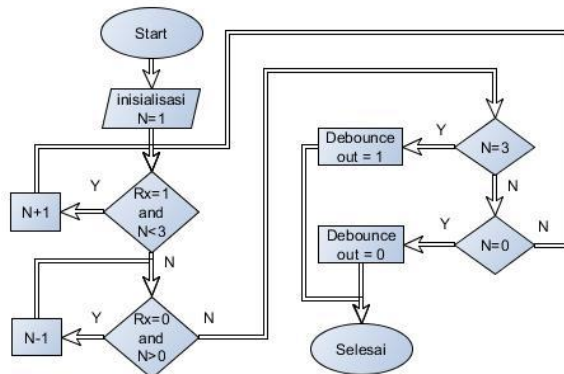 Start
inisialisasi
N=1
Y
N+1
Rx=1
and
N<3
N
Y
N-1
Rx=0
and
N>0
N
Debounce
out = 1
Y
N=3
N
Debounce
out = 0
Y
N=0
N
Selesai